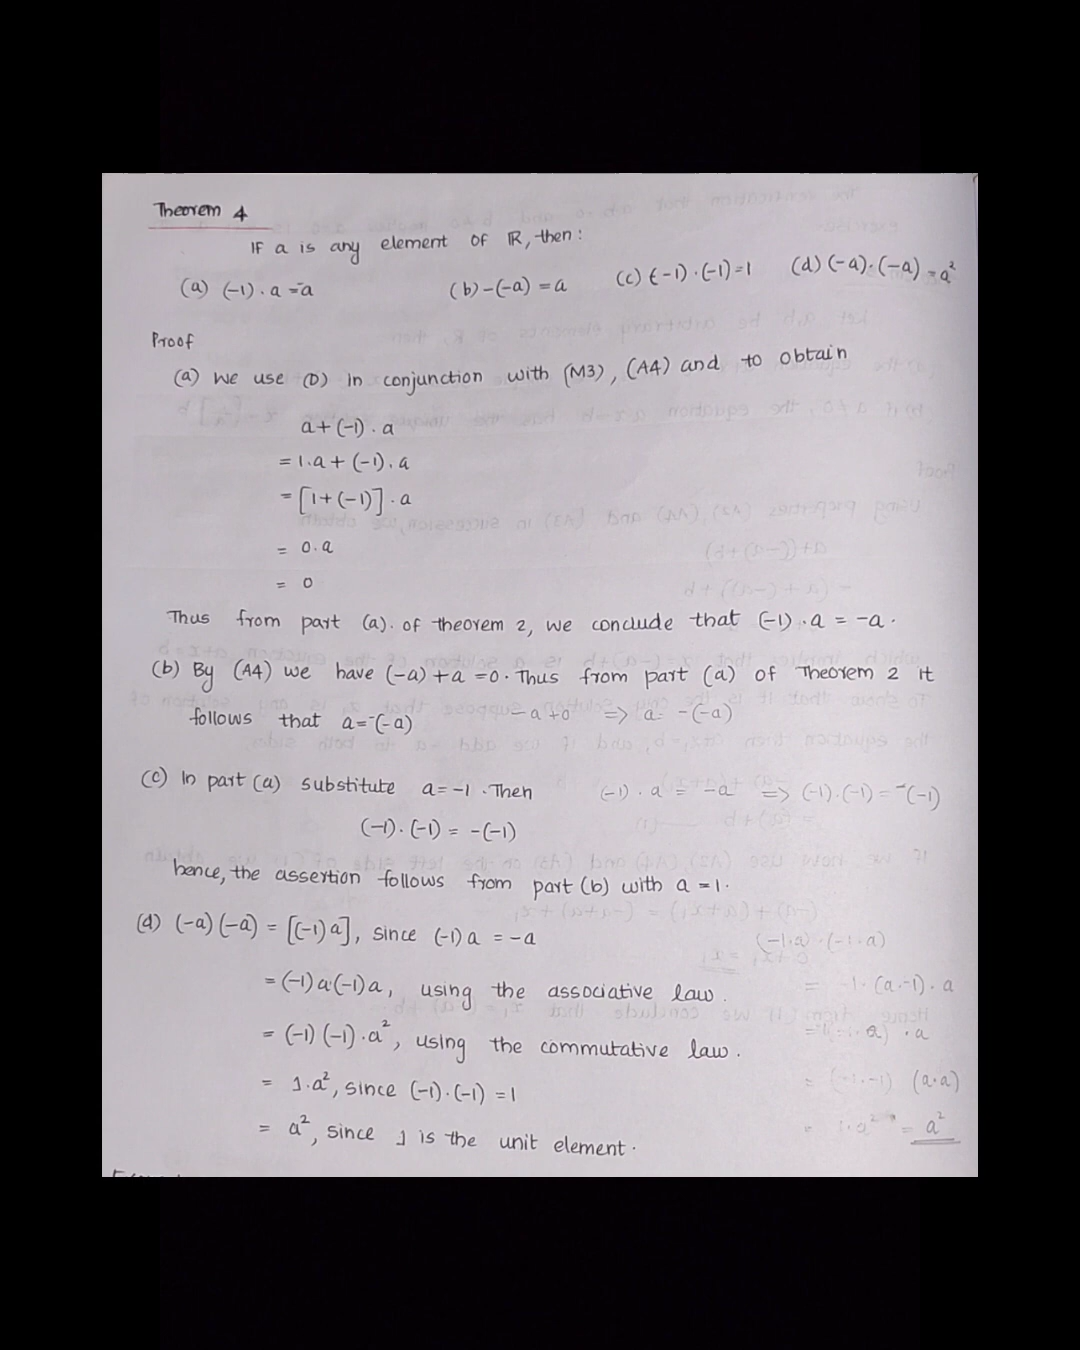 Theorem 4
If a is any element of ℝ, then:
(a) (-1).a = -a (b) -(-a) = a (c) (-1).(-1)=1 (d) (-a).(-a) = a²
Proof
(a) We use (D) in conjunction with (M3), (A4) and to obtain
a+(-1).a
= 1.a + (-1).a
= [1+(-1)].a
= 0.a
= 0
Thus from part (a). of theorem 2, we conclude that (-1).a = -a.
(b) By (A4) we have (-a)+a =0. Thus from part (a) of Theorem 2 it
follows that a=-(-a) -a+0 => a= -(-a)
(c) In part (a) substitute a=-1. Then (-1).a = -a => (-1).(-1) = -(-1)
(-1).(-1) = -(-1)
hence, the assertion follows from part (b) with a =1.
(d) (-a)(-a) = [(-1)a], since (-1)a = -a
(-1.a).(-1.a)
= (-1)a(-1)a, using the associative law.
= -1.(a.-1).a
= (-1)(-1).a², using the commutative law.
.a
= 1.a², since (-1).(-1) =1
= (-1.-1) (a.a)
= a², since 1 is the unit element.
= 1.a² = a²